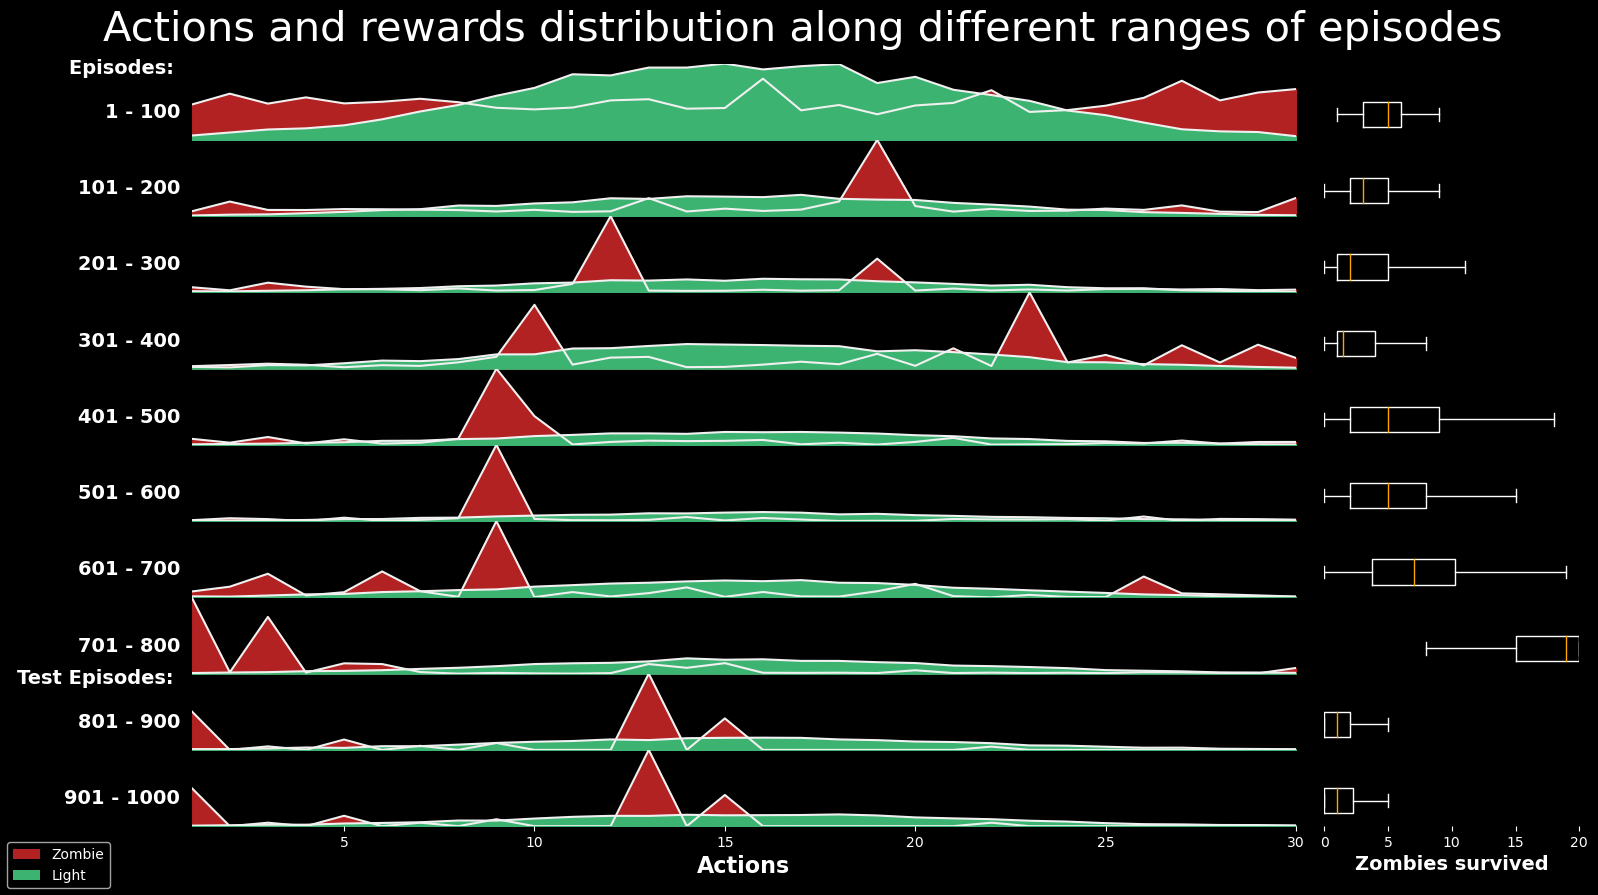 Actions and rewards distribution along different ranges of episodes
Episodes:
1 - 100
101 - 200
201 - 300
301 - 400
401 - 500
501 - 600
601 - 700
701 - 800
Test Episodes:
801 - 900
901 - 1000
5 10 15 20 25 30
Actions
0 5 10 15 20
Zombies survived
Zombie
Light